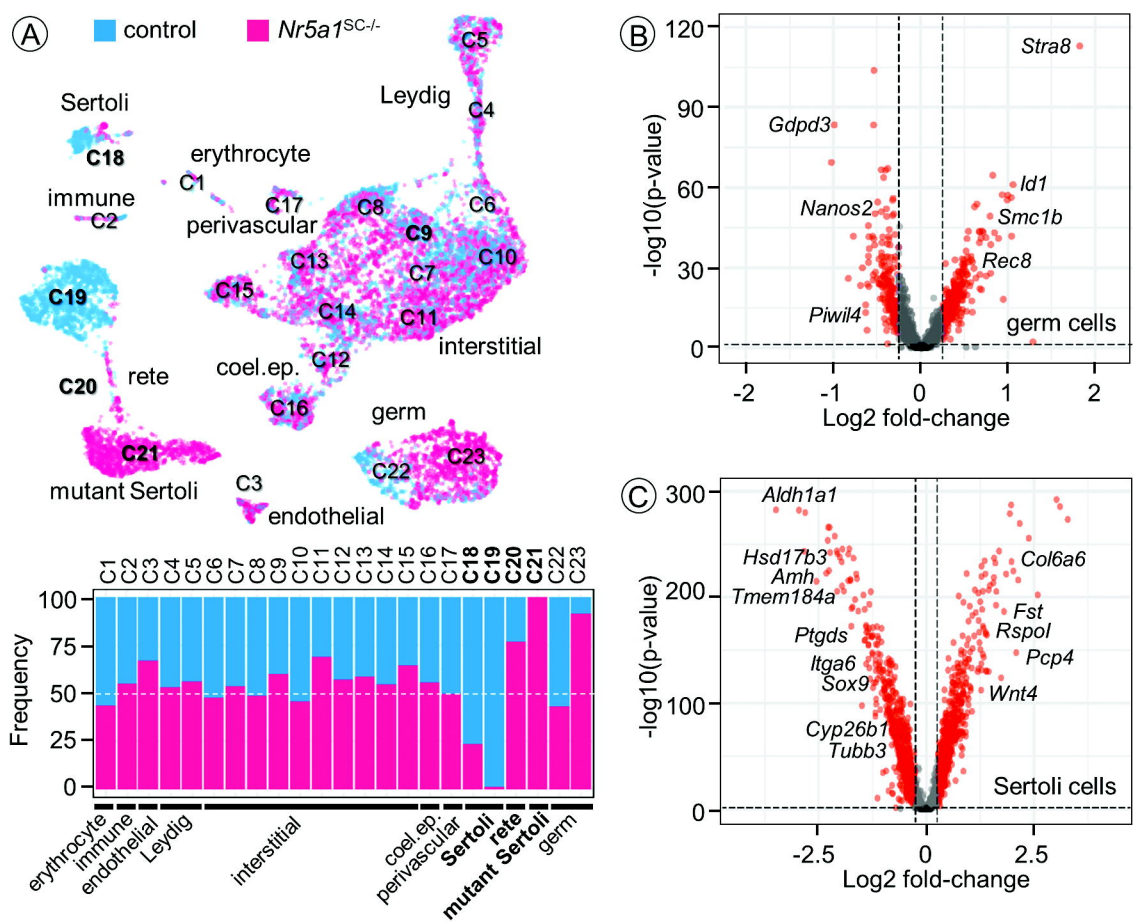 A
control
Nr5a1SC-/-
C5
Leydig
C4
Sertoli
C18
erythrocyte
C1
immune
C2
C17
perivascular
C8
C6
C9
C10
C13
C7
C15
C14
C11
interstitial
C19
C12
coel.ep.
C20
rete
C16
germ
C21
C22
C23
mutant Sertoli
C3
endothelial
C1 C2 C3 C4 C5 C6 C7 C8 C9 C10 C11 C12 C13 C14 C15 C16 C17 C18 C19 C20 C21 C22 C23
Frequency
100
75
50
25
0
erythrocyte
immune
endothelial
Leydig
interstitial
coel.ep.
perivascular
Sertoli
rete
mutant Sertoli
germ
B
-log10(p-value)
120
90
60
30
0
Stra8
Gdpd3
Id1
Nanos2
Smc1b
Rec8
Piwil4
germ cells
-2 -1 0 1 2
Log2 fold-change
C
-log10(p-value)
300
200
100
0
Aldh1a1
Hsd17b3
Col6a6
Amh
Tmem184a
Fst
Ptgds
Rspol
Pcp4
Itga6
Sox9
Wnt4
Cyp26b1
Tubb3
Sertoli cells
-2.5 0 2.5
Log2 fold-change